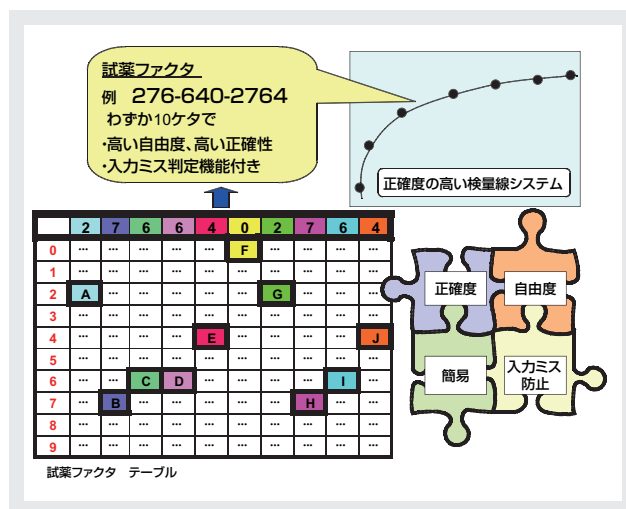 試薬ファクタ
例 276-640-2764
わずか10ケタで
・高い自由度、高い正確性
・入力ミス判定機能付き
正確度の高い検量線システム
2 7 6 6 4 0 2 7 6 4
0 … … … … … F … … … …
1 … … … … … … … … … …
2 A … … … … … G … … …
3 … … … … … … … … … …
4 … … … … E … … … … J
5 … … … … … … … … … …
6 … … C D … … … … I …
7 … B … … … … … H … …
8 … … … … … … … … … …
9 … … … … … … … … … …
試薬ファクタ テーブル
正確度
自由度
簡易
入力ミス
防止